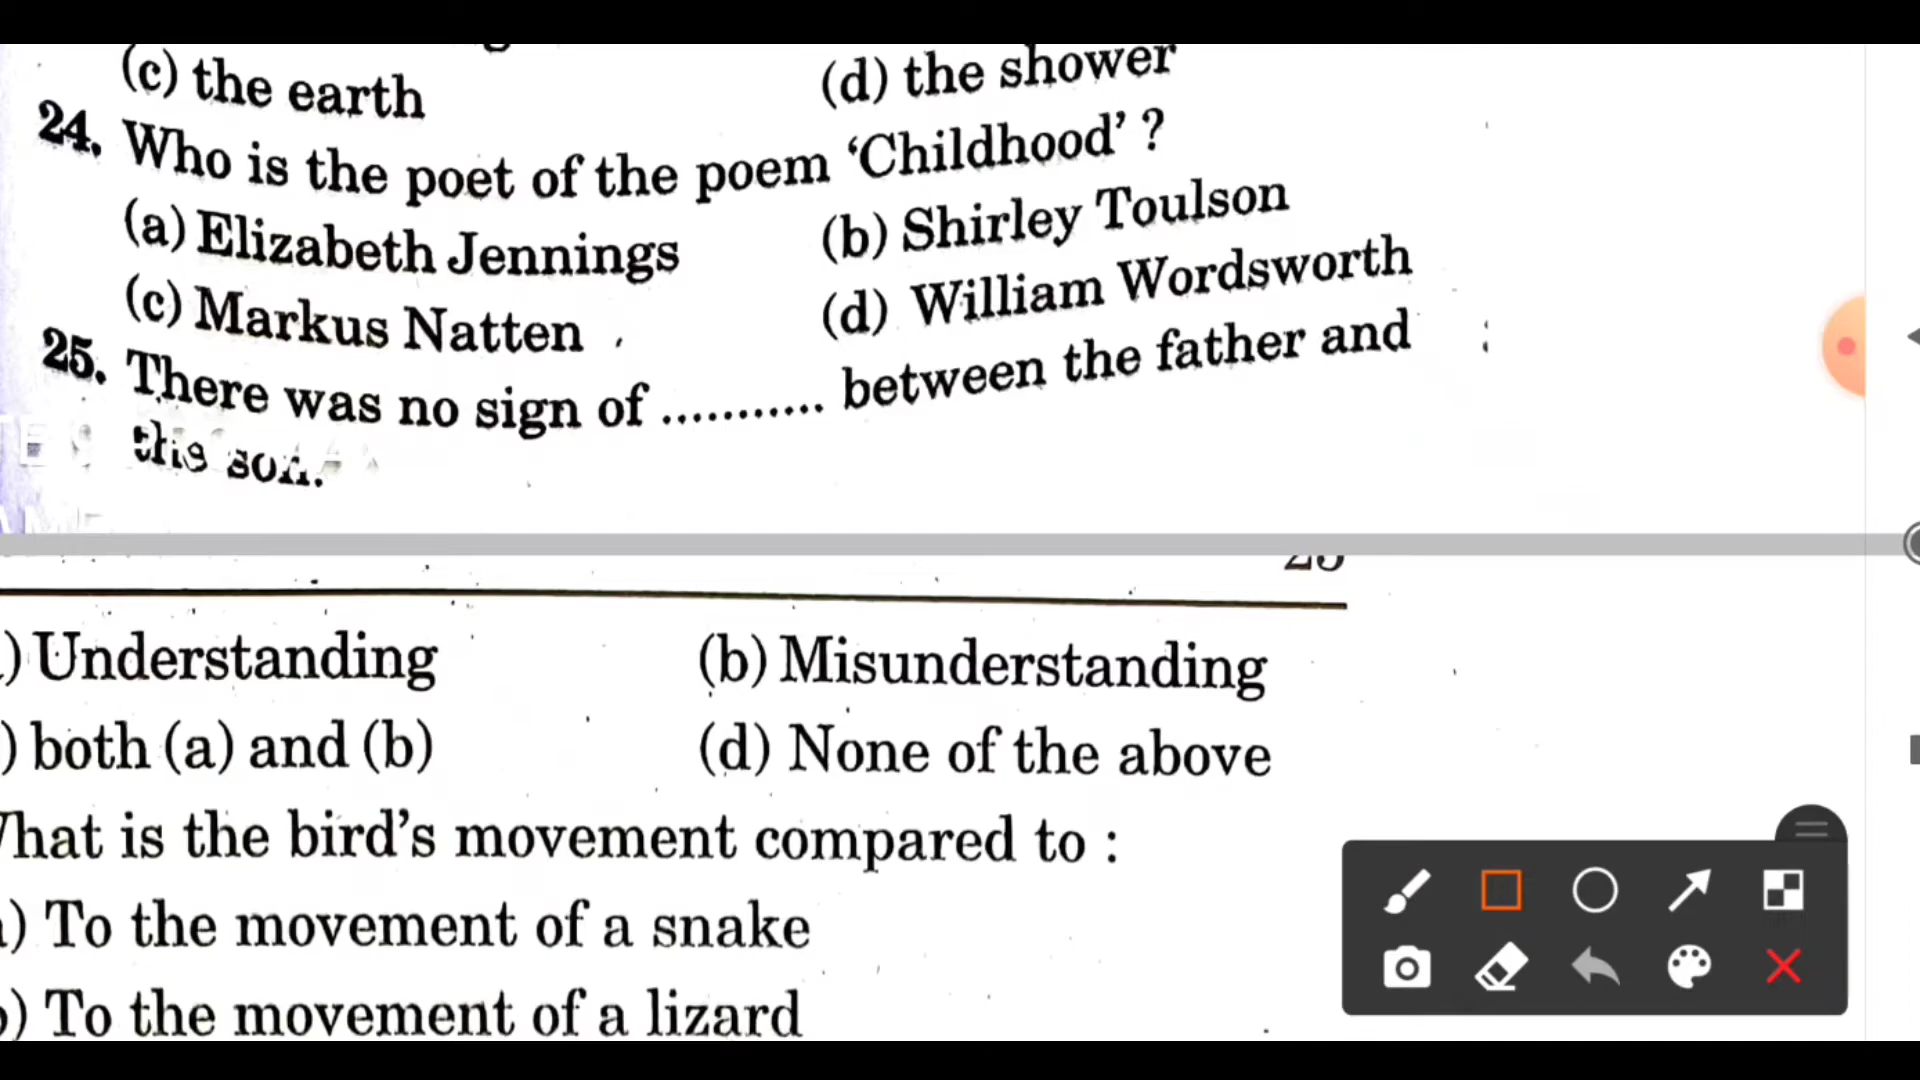 (c) the earth
(d) the shower
24. Who is the poet of the poem ‘Childhood’ ?
(a) Elizabeth Jennings
(b) Shirley Toulson
(c) Markus Natten
(d) William Wordsworth
25. There was no sign of ........... between the father and
his son.
) Understanding
(b) Misunderstanding
) both (a) and (b)
(d) None of the above
hat is the bird’s movement compared to :
) To the movement of a snake
) To the movement of a lizard